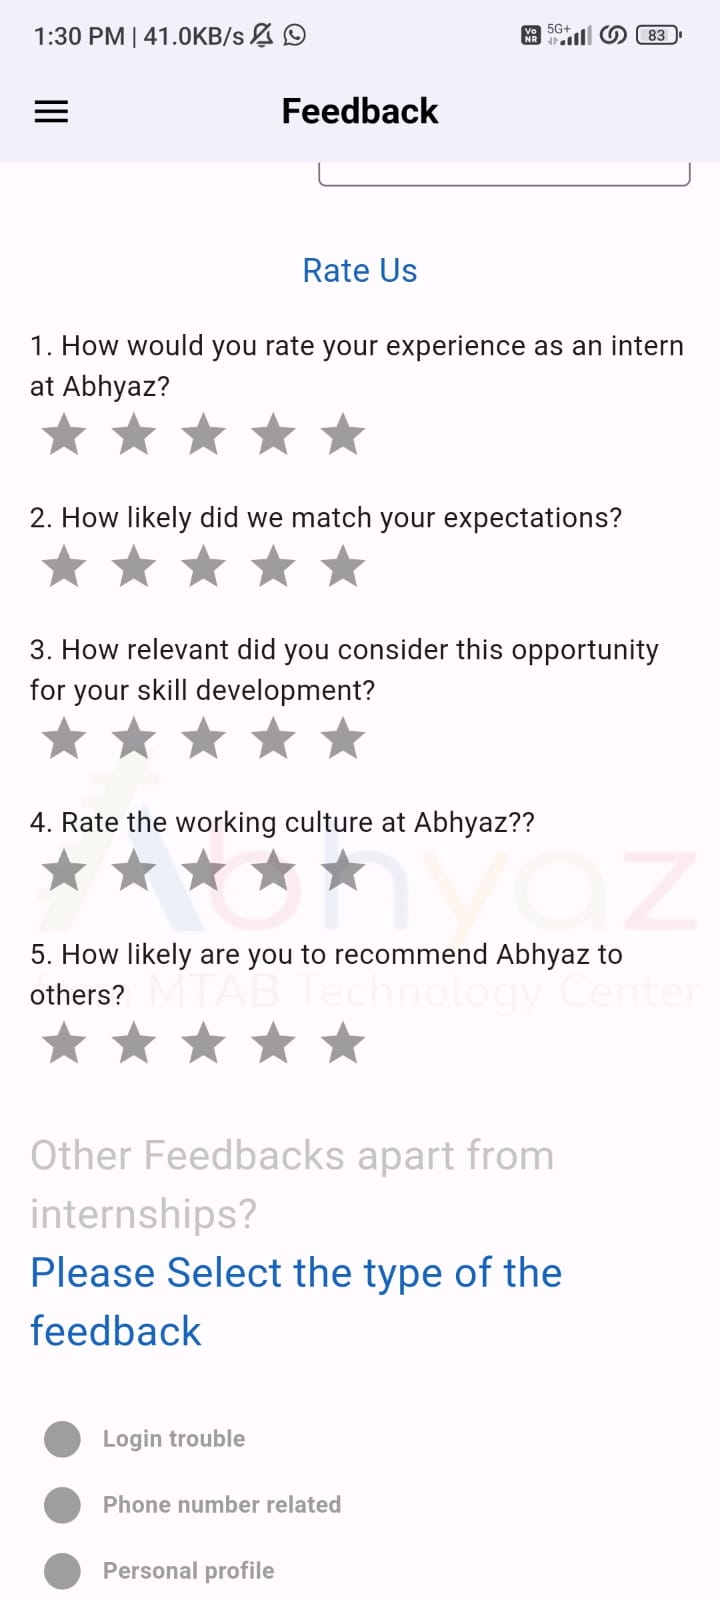 1:30 PM | 41.0KB/s
Vo NR 5G+ 83
Feedback
Rate Us
1. How would you rate your experience as an intern
at Abhyaz?
2. How likely did we match your expectations?
3. How relevant did you consider this opportunity
for your skill development?
4. Rate the working culture at Abhyaz??
Abhyaz
5. How likely are you to recommend Abhyaz to
others?
MTAB Technology Center
Other Feedbacks apart from
internships?
Please Select the type of the
feedback
Login trouble
Phone number related
Personal profile